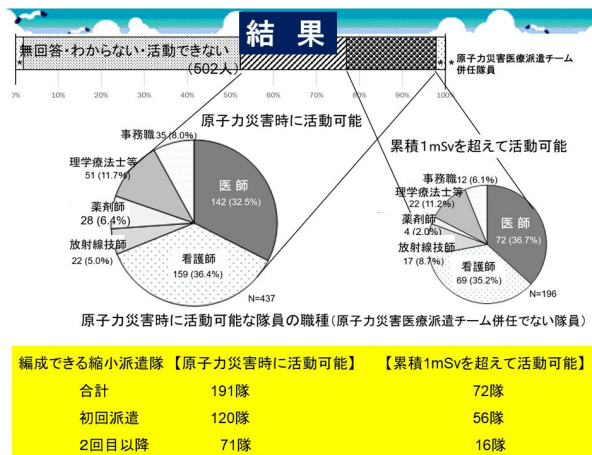 結 果
無回答・わからない・活動できない
(502人)
*
*
* 原子力災害医療派遣チーム
併任隊員
0% 10% 20% 30% 40% 50% 60% 70% 80% 90% 100%
原子力災害時に活動可能
事務職35 (8.0%)
理学療法士等
51 (11.7%)
薬剤師
28 (6.4%)
放射線技師
22 (5.0%)
医 師
142 (32.5%)
看護師
159 (36.4%)
N=437
累積1mSvを超えて活動可能
事務職12 (6.1%)
理学療法士等
22 (11.2%)
薬剤師
4 (2.0%)
放射線技師
17 (8.7%)
医 師
72 (36.7%)
看護師
69 (35.2%)
N=196
原子力災害時に活動可能な隊員の職種(原子力災害医療派遣チーム併任でない隊員)
編成できる縮小派遣隊 【原子力災害時に活動可能】 【累積1mSvを超えて活動可能】
合計 191隊 72隊
初回派遣 120隊 56隊
2回目以降 71隊 16隊